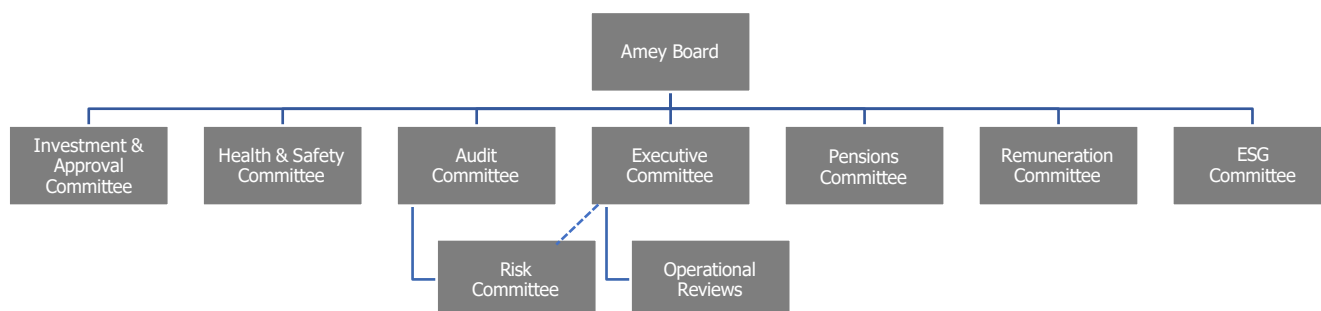 Amey Board
Investment &
Approval
Committee
Health & Safety
Committee
Audit
Committee
Executive
Committee
Pensions
Committee
Remuneration
Committee
ESG
Committee
Risk
Committee
Operational
Reviews